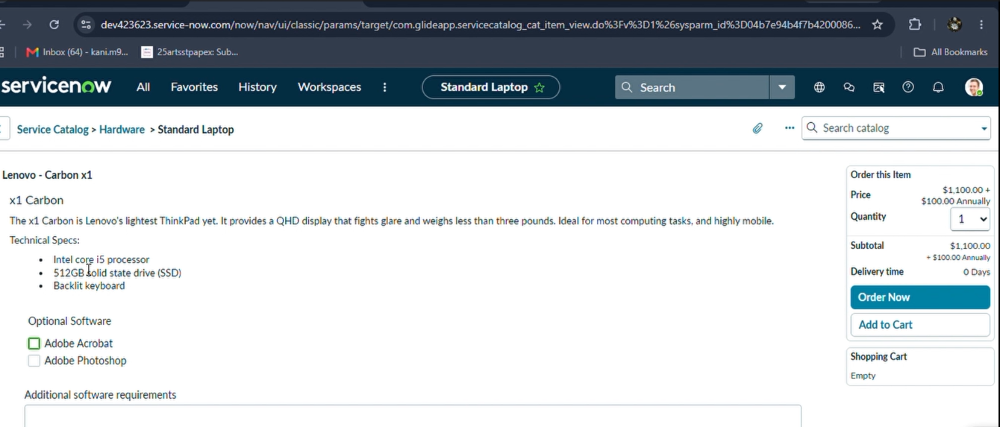 dev423623.service-now.com/now/nav/ui/classic/params/target/com.glideapp.servicecatalog_cat_item_view.do%3Fv%3D1%26sysparm_id%3D04b7e94b4f7b4200086...
Inbox (64) - kani.m9... 25artsstpapex: Sub... All Bookmarks
servicenow All Favorites History Workspaces Standard Laptop Search
Service Catalog > Hardware > Standard Laptop Search catalog
Lenovo - Carbon x1
x1 Carbon
The x1 Carbon is Lenovo's lightest ThinkPad yet. It provides a QHD display that fights glare and weighs less than three pounds. Ideal for most computing tasks, and highly mobile.
Technical Specs:
• Intel core i5 processor
• 512GB solid state drive (SSD)
• Backlit keyboard
Optional Software
Adobe Acrobat
Adobe Photoshop
Additional software requirements
Order this Item
Price $1,100.00 +
$100.00 Annually
Quantity 1
Subtotal $1,100.00
+ $100.00 Annually
Delivery time 0 Days
Order Now
Add to Cart
Shopping Cart
Empty